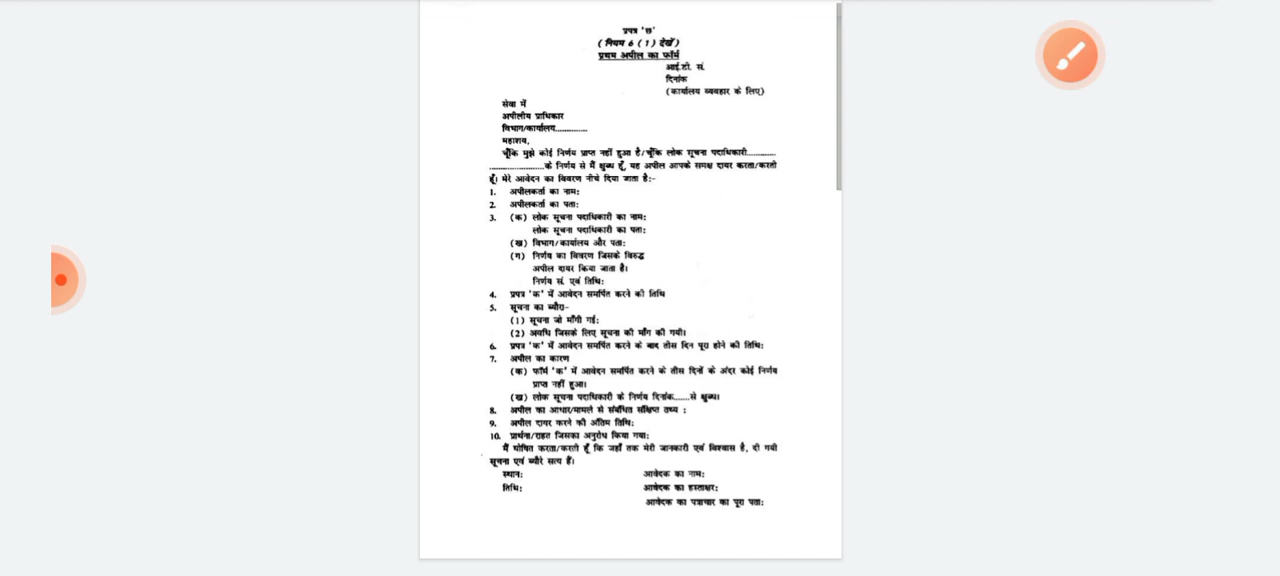 प्रपत्र 'छ'
( नियम 6 ( 1 ) देखें )
प्रथम अपील का फॉर्म
आई.डी. सं.
दिनांक
(कार्यालय व्यवहार के लिए)
सेवा में
अपीलीय प्राधिकार
विभाग/कार्यालय..............
महाशय,
चूँकि मुझे कोई निर्णय प्राप्त नहीं हुआ है/चूँकि लोक सूचना पदाधिकारी.............
.........................के निर्णय से मैं क्षुब्ध हूँ, यह अपील आपके समक्ष दायर करता/करती
हूँ। मेरे आवेदन का विवरण नीचे दिया जाता है:-
1. अपीलकर्ता का नाम:
2. अपीलकर्ता का पता:
3. (क) लोक सूचना पदाधिकारी का नाम:
लोक सूचना पदाधिकारी का पता:
(ख) विभाग/कार्यालय और पता:
(ग) निर्णय का विवरण जिसके विरुद्ध
अपील दायर किया जाता है।
निर्णय सं. एवं तिथि:
4. प्रपत्र 'क' में आवेदन समर्पित करने की तिथि
5. सूचना का ब्यौरा-
(1) सूचना जो माँगी गई:
(2) अवधि जिसके लिए सूचना की माँग की गयी।
6. प्रपत्र 'क' में आवेदन समर्पित करने के बाद तीस दिन पूरा होने की तिथि:
7. अपील का कारण
(क) फॉर्म 'क' में आवेदन समर्पित करने के तीस दिनों के अंदर कोई निर्णय
प्राप्त नहीं हुआ।
(ख) लोक सूचना पदाधिकारी के निर्णय दिनांक.......से क्षुब्ध।
8. अपील का आधार/मामले से संबंधित संक्षिप्त तथ्य :
9. अपील दायर करने की अंतिम तिथि:
10. प्रार्थना/राहत जिसका अनुरोध किया गया:
मैं घोषित करता/करती हूँ कि जहाँ तक मेरी जानकारी एवं विश्वास है, दी गयी
सूचना एवं ब्यौरे सत्य हैं।
स्थान: आवेदक का नाम:
तिथि: आवेदक का हस्ताक्षर:
आवेदक का पत्राचार का पूरा पता: